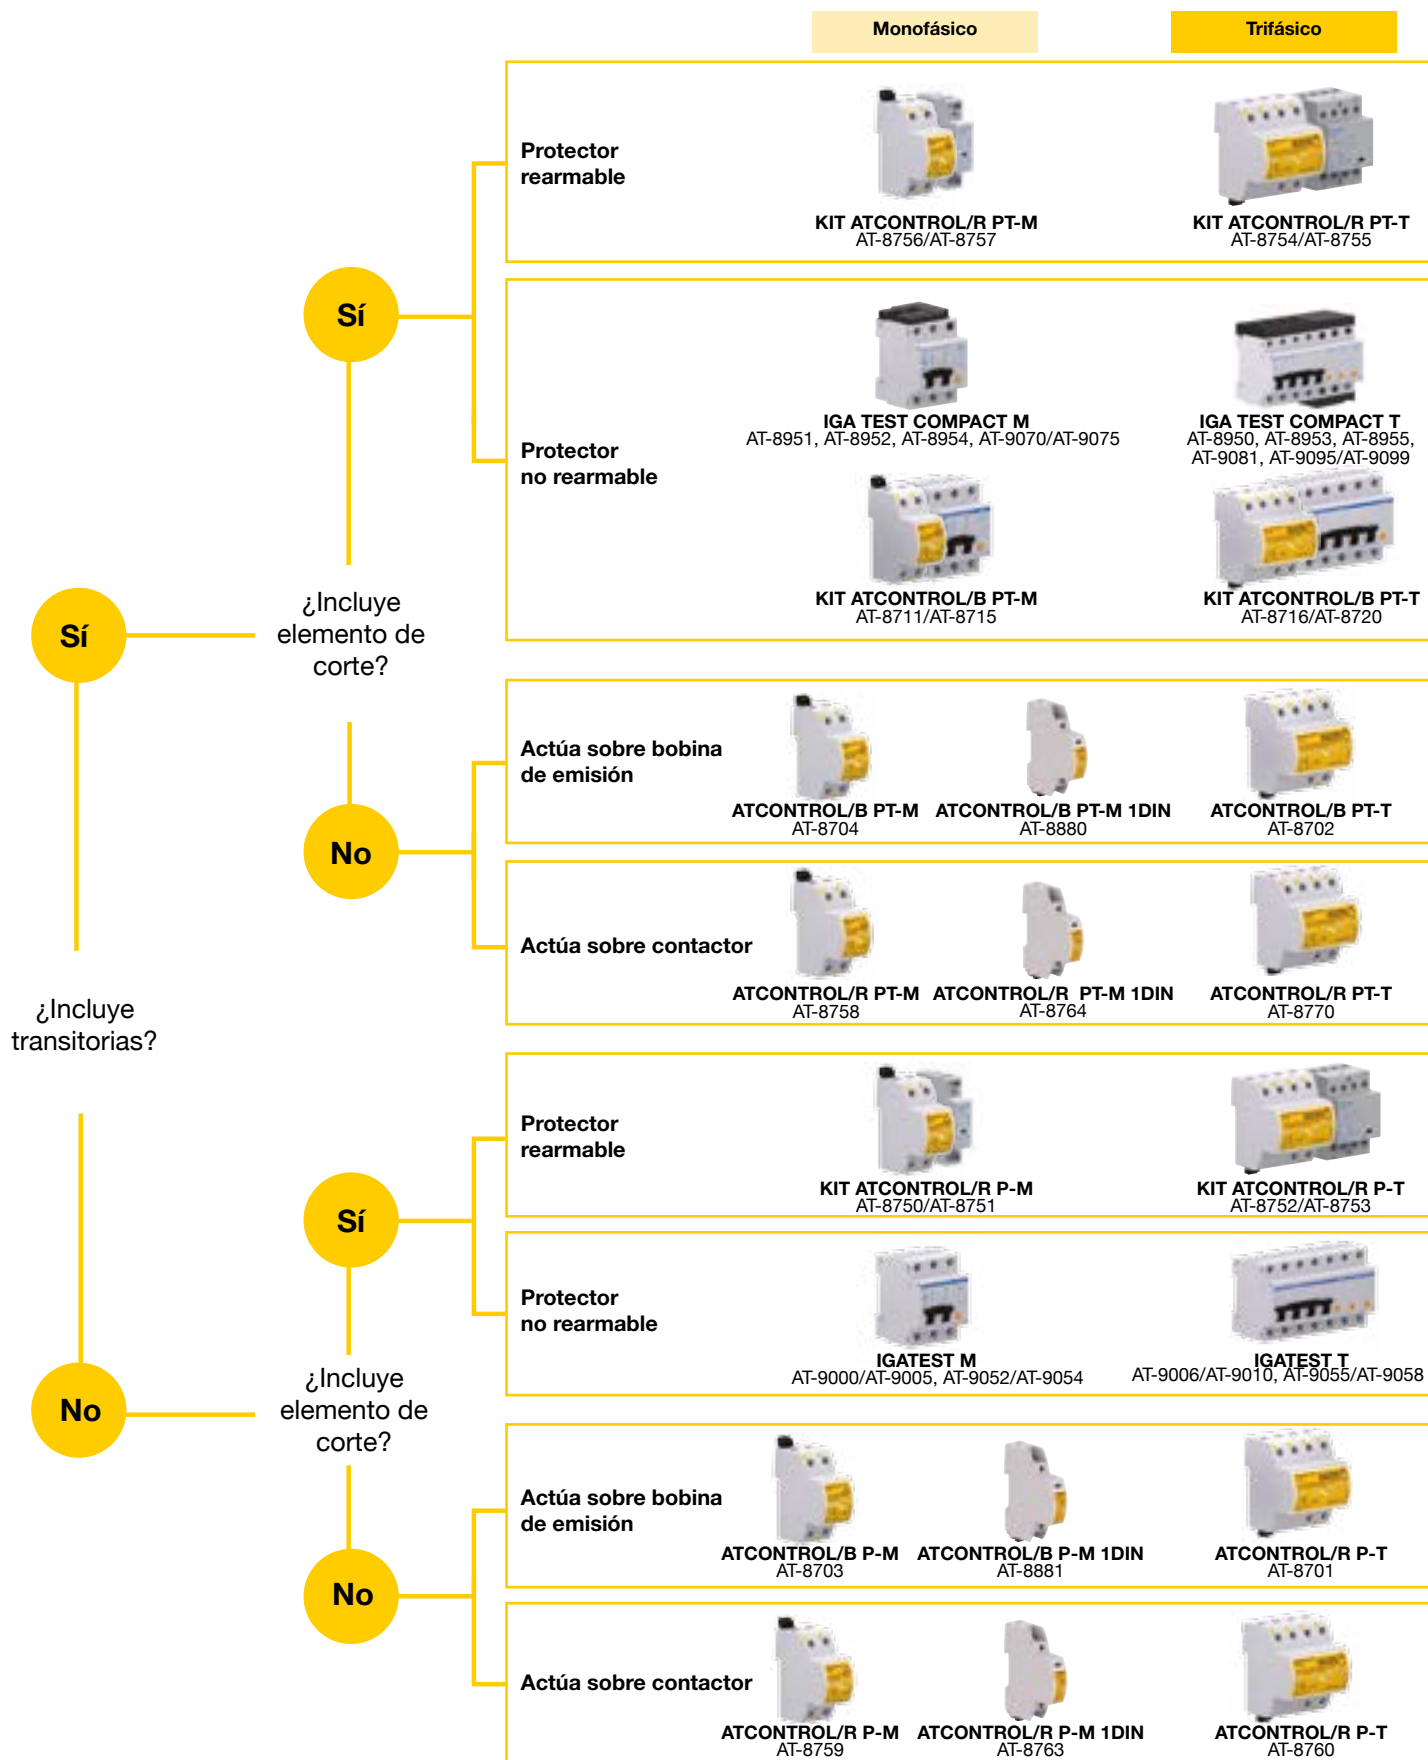 Monofásico
Trifásico
Protector
rearmable
KIT ATCONTROL/R PT-M
AT-8756/AT-8757
KIT ATCONTROL/R PT-T
AT-8754/AT-8755
Sí
Protector
no rearmable
IGA TEST COMPACT M
AT-8951, AT-8952, AT-8954, AT-9070/AT-9075
IGA TEST COMPACT T
AT-8950, AT-8953, AT-8955,
AT-9081, AT-9095/AT-9099
KIT ATCONTROL/B PT-M
AT-8711/AT-8715
KIT ATCONTROL/B PT-T
AT-8716/AT-8720
Sí
¿Incluye
elemento de
corte?
Actúa sobre bobina
de emisión
ATCONTROL/B PT-M
AT-8704
ATCONTROL/B PT-M 1DIN
AT-8880
ATCONTROL/B PT-T
AT-8702
No
Actúa sobre contactor
ATCONTROL/R PT-M
AT-8758
ATCONTROL/R  PT-M 1DIN
AT-8764
ATCONTROL/R PT-T
AT-8770
¿Incluye
transitorias?
Protector
rearmable
KIT ATCONTROL/R P-M
AT-8750/AT-8751
KIT ATCONTROL/R P-T
AT-8752/AT-8753
Sí
Protector
no rearmable
IGATEST M
AT-9000/AT-9005, AT-9052/AT-9054
IGATEST T
AT-9006/AT-9010, AT-9055/AT-9058
No
¿Incluye
elemento de
corte?
Actúa sobre bobina
de emisión
ATCONTROL/B P-M
AT-8703
ATCONTROL/B P-M 1DIN
AT-8881
ATCONTROL/R P-T
AT-8701
No
Actúa sobre contactor
ATCONTROL/R P-M
AT-8759
ATCONTROL/R P-M 1DIN
AT-8763
ATCONTROL/R P-T
AT-8760